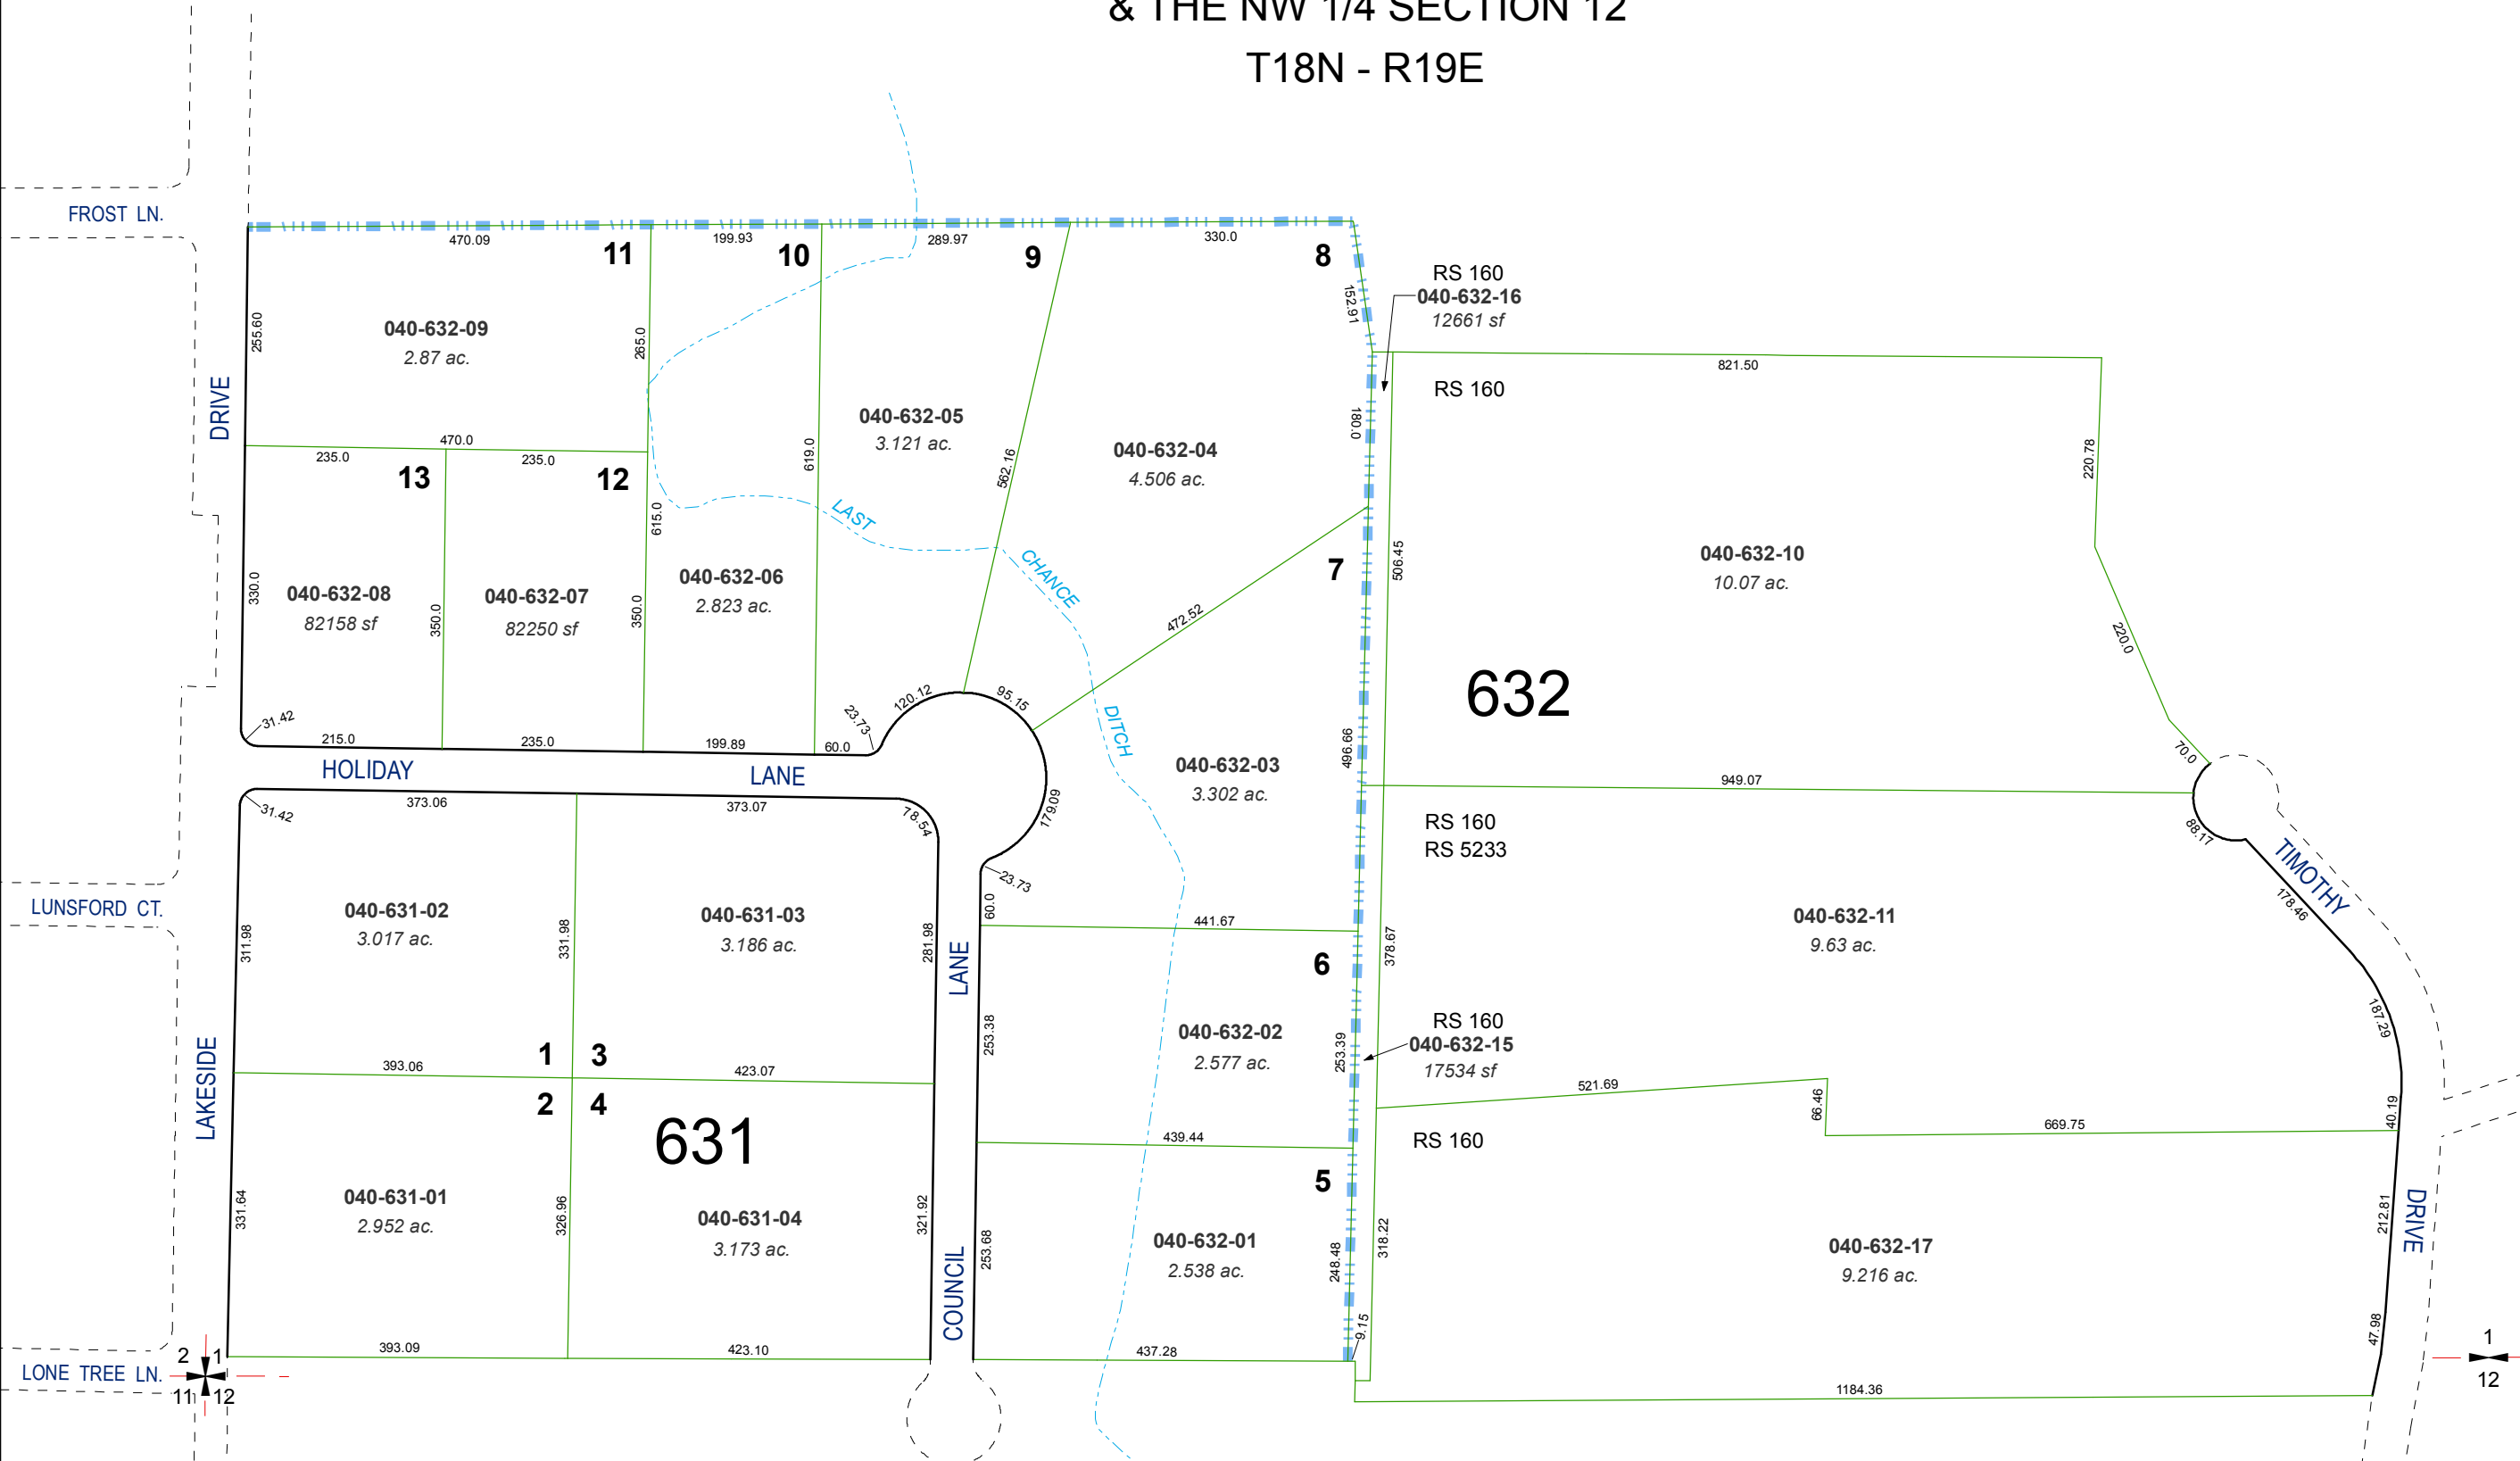 & THE NW 1/4 SECTION 12
T18N - R19E
FROST LN.
470.09
11
199.93
10
289.97
9
330.0
8
152.91
RS 160
040-632-16
12661 sf
255.60
040-632-09
2.87 ac.
265.0
DRIVE
821.50
RS 160
180.0
220.78
040-632-05
3.121 ac.
619.0
562.16
040-632-04
4.506 ac.
470.0
235.0
13
235.0
12
615.0
LAST
CHANCE
DITCH
506.45
7
040-632-10
10.07 ac.
330.0
040-632-08
82158 sf
350.0
040-632-07
82250 sf
350.0
040-632-06
2.823 ac.
472.52
220.0
632
31.42
215.0
235.0
199.89
60.0
23.73
120.12
95.15
179.09
496.66
040-632-03
3.302 ac.
70.0
HOLIDAY
LANE
949.07
31.42
373.06
373.07
78.54
23.73
60.0
RS 160
RS 5233
88.17
TIMOTHY
178.46
LUNSFORD CT.
311.98
040-631-02
3.017 ac.
331.98
040-631-03
3.186 ac.
281.98
LANE
441.67
6
378.67
040-632-11
9.63 ac.
187.29
253.38
040-632-02
2.577 ac.
253.39
RS 160
040-632-15
17534 sf
LAKESIDE
393.06
1
3
423.07
2
4
631
439.44
5
521.69
66.46
669.75
40.19
RS 160
331.64
040-631-01
2.952 ac.
326.96
040-631-04
3.173 ac.
321.92
COUNCIL
253.68
040-632-01
2.538 ac.
248.48
318.22
040-632-17
9.216 ac.
212.81
DRIVE
9.15
47.98
393.09
423.10
437.28
1184.36
2
1
LONE TREE LN.
11
12
1
12